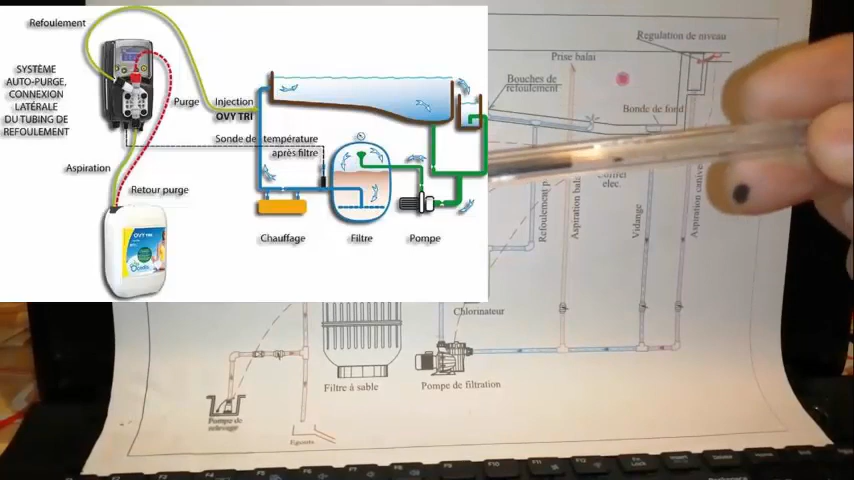 Refoulement
SYSTÈME
AUTO-PURGE,
CONNEXION
LATÉRALE
DU TUBING DE
REFOULEMENT
Purge
Injection
OVY TRI
Sonde de température
après filtre
Aspiration
Retour purge
OVY TRI
Chauffage
Filtre
Pompe
Regulation de niveau
Prise balai
Bouches de
refoulement
Bonde de fond
elec.
Refoulement
Aspiration
Vidange
Aspiration
Chlorinateur
Filtre à sable
Pompe de filtration
Pompe de
relevage
Egouts